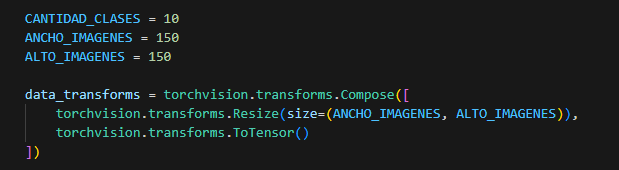 CANTIDAD_CLASES = 10
ANCHO_IMAGENES = 150
ALTO_IMAGENES = 150

data_transforms = torchvision.transforms.Compose([
    torchvision.transforms.Resize(size=(ANCHO_IMAGENES, ALTO_IMAGENES)),
    torchvision.transforms.ToTensor()
])